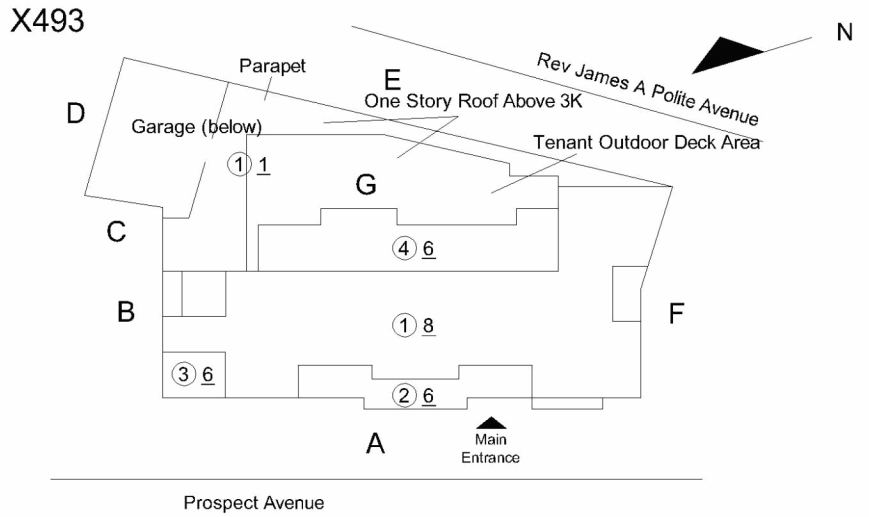 X493
N
Rev James A Polite Avenue
Parapet
E
One Story Roof Above 3K
D
Garage (below)
Tenant Outdoor Deck Area
1 1
G
C
4 6
B
1 8
F
3 6
2 6
A
Main
Entrance
Prospect Avenue